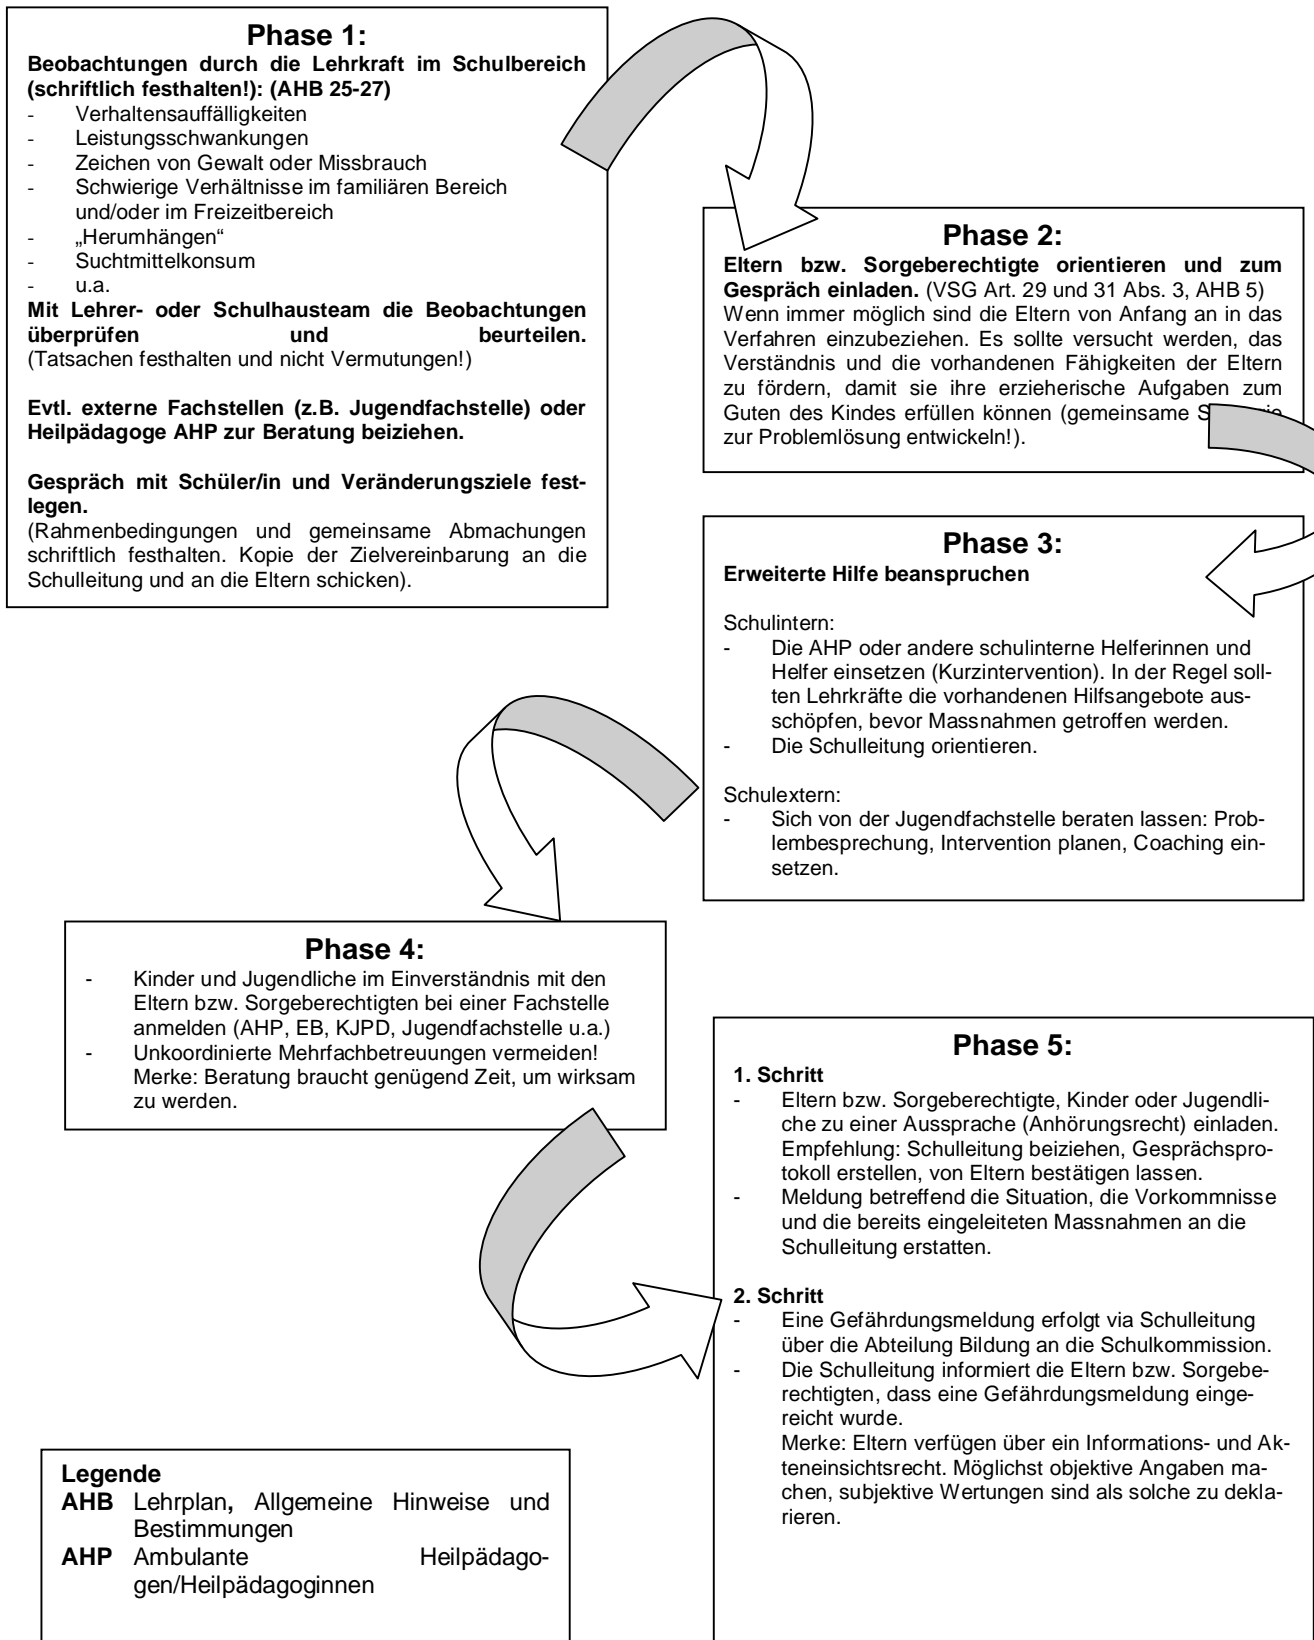 Phase 1:
Beobachtungen durch die Lehrkraft im Schulbereich
(schriftlich festhalten!): (AHB 25-27)
- Verhaltensauffälligkeiten
- Leistungsschwankungen
- Zeichen von Gewalt oder Missbrauch
- Schwierige Verhältnisse im familiären Bereich
und/oder im Freizeitbereich
- „Herumhängen“
- Suchtmittelkonsum
- u.a.
Mit Lehrer- oder Schulhausteam die Beobachtungen
überprüfen und beurteilen.
(Tatsachen festhalten und nicht Vermutungen!)
Evtl. externe Fachstellen (z.B. Jugendfachstelle) oder
Heilpädagoge AHP zur Beratung beiziehen.
Gespräch mit Schüler/in und Veränderungsziele fest-
legen.
(Rahmenbedingungen und gemeinsame Abmachungen
schriftlich festhalten. Kopie der Zielvereinbarung an die
Schulleitung und an die Eltern schicken).
Phase 2:
Eltern bzw. Sorgeberechtigte orientieren und zum
Gespräch einladen. (VSG Art. 29 und 31 Abs. 3, AHB 5)
Wenn immer möglich sind die Eltern von Anfang an in das
Verfahren einzubeziehen. Es sollte versucht werden, das
Verständnis und die vorhandenen Fähigkeiten der Eltern
zu fördern, damit sie ihre erzieherische Aufgaben zum
Guten des Kindes erfüllen können (gemeinsame
zur Problemlösung entwickeln!).
Phase 3:
Erweiterte Hilfe beanspruchen
Schulintern:
- Die AHP oder andere schulinterne Helferinnen und
Helfer einsetzen (Kurzintervention). In der Regel soll-
ten Lehrkräfte die vorhandenen Hilfsangebote aus-
schöpfen, bevor Massnahmen getroffen werden.
- Die Schulleitung orientieren.
Schulextern:
- Sich von der Jugendfachstelle beraten lassen: Prob-
lembesprechung, Intervention planen, Coaching ein-
setzen.
Phase 4:
- Kinder und Jugendliche im Einverständnis mit den
Eltern bzw. Sorgeberechtigten bei einer Fachstelle
anmelden (AHP, EB, KJPD, Jugendfachstelle u.a.)
- Unkoordinierte Mehrfachbetreuungen vermeiden!
Merke: Beratung braucht genügend Zeit, um wirksam
zu werden.
Phase 5:
1. Schritt
- Eltern bzw. Sorgeberechtigte, Kinder oder Jugendli-
che zu einer Aussprache (Anhörungsrecht) einladen.
Empfehlung: Schulleitung beiziehen, Gesprächspro-
tokoll erstellen, von Eltern bestätigen lassen.
- Meldung betreffend die Situation, die Vorkommnisse
und die bereits eingeleiteten Massnahmen an die
Schulleitung erstatten.
2. Schritt
- Eine Gefährdungsmeldung erfolgt via Schulleitung
über die Abteilung Bildung an die Schulkommission.
- Die Schulleitung informiert die Eltern bzw. Sorgebe-
rechtigten, dass eine Gefährdungsmeldung einge-
reicht wurde.
Merke: Eltern verfügen über ein Informations- und Ak-
teneinsichtsrecht. Möglichst objektive Angaben ma-
chen, subjektive Wertungen sind als solche zu dekla-
rieren.
Legende
AHB Lehrplan, Allgemeine Hinweise und
Bestimmungen
AHP Ambulante Heilpädago-
gen/Heilpädagoginnen